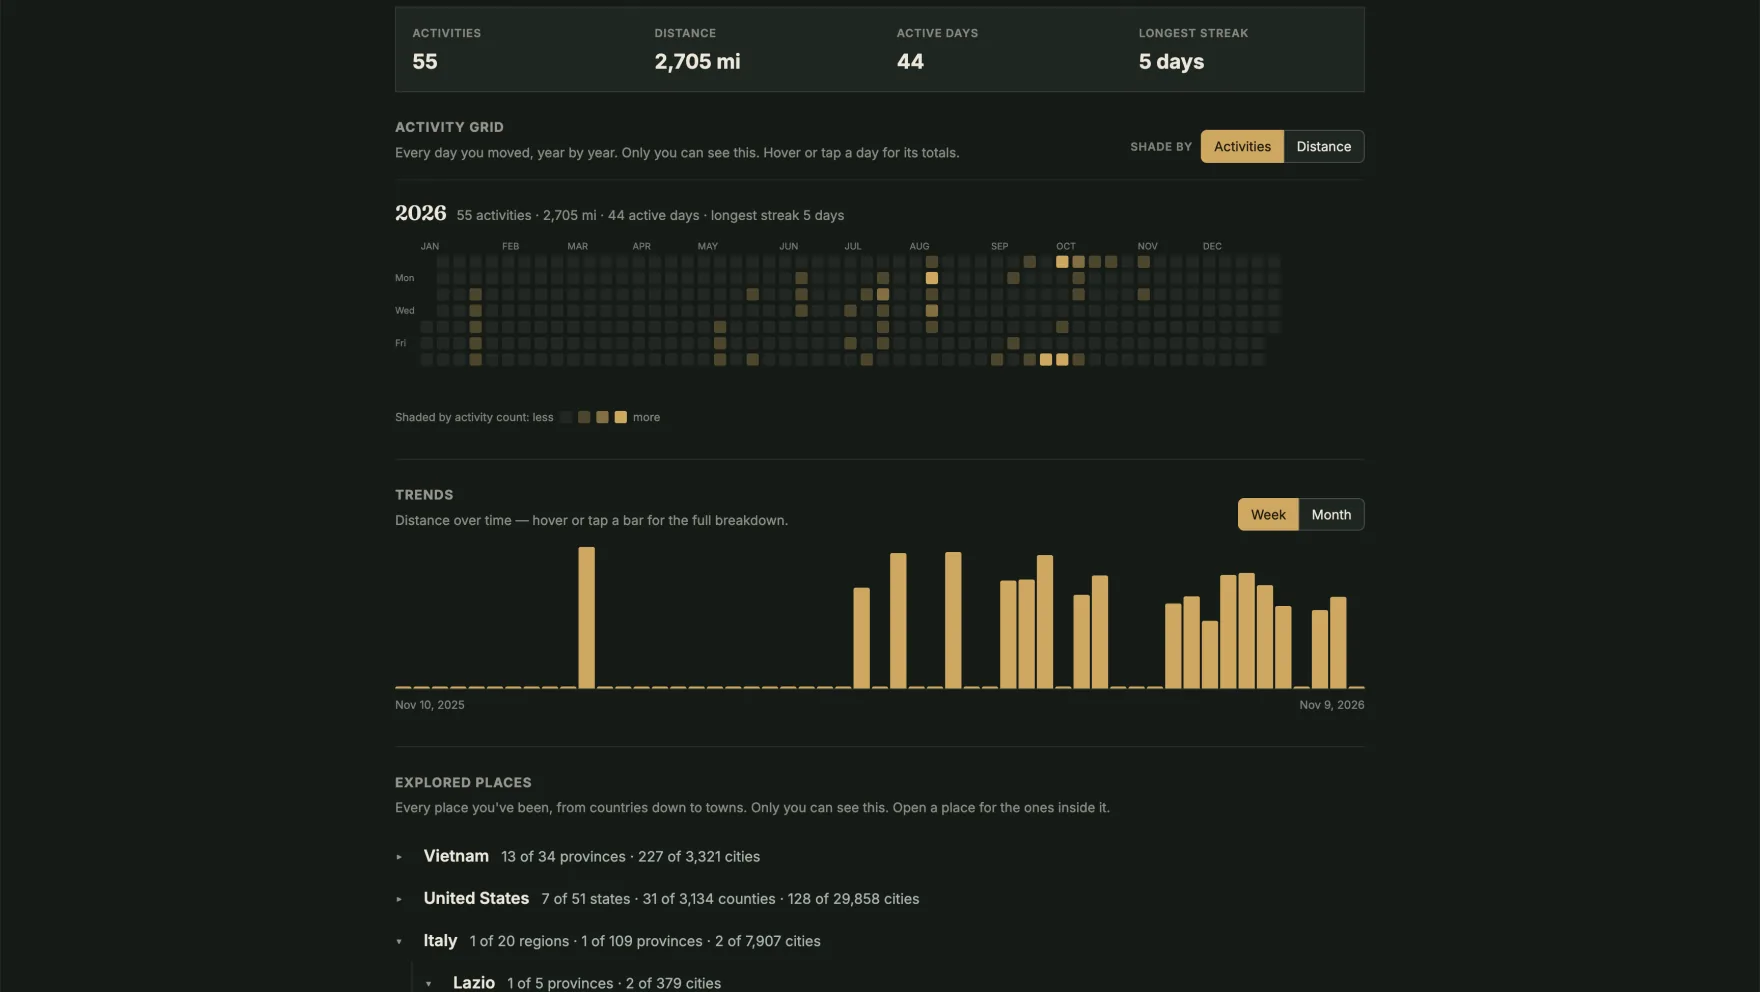 ACTIVITIES
55
DISTANCE
2,705 mi
ACTIVE DAYS
44
LONGEST STREAK
5 days
ACTIVITY GRID
Every day you moved, year by year. Only you can see this. Hover or tap a day for its totals.
SHADE BY Activities Distance
2026 55 activities · 2,705 mi · 44 active days · longest streak 5 days
JAN FEB MAR APR MAY JUN JUL AUG SEP OCT NOV DEC
Mon
Wed
Fri
Shaded by activity count: less more
TRENDS
Distance over time — hover or tap a bar for the full breakdown.
Week Month
Nov 10, 2025 Nov 9, 2026
EXPLORED PLACES
Every place you've been, from countries down to towns. Only you can see this. Open a place for the ones inside it.
Vietnam 13 of 34 provinces · 227 of 3,321 cities
United States 7 of 51 states · 31 of 3,134 counties · 128 of 29,858 cities
Italy 1 of 20 regions · 1 of 109 provinces · 2 of 7,907 cities
Lazio 1 of 5 provinces · 2 of 379 cities